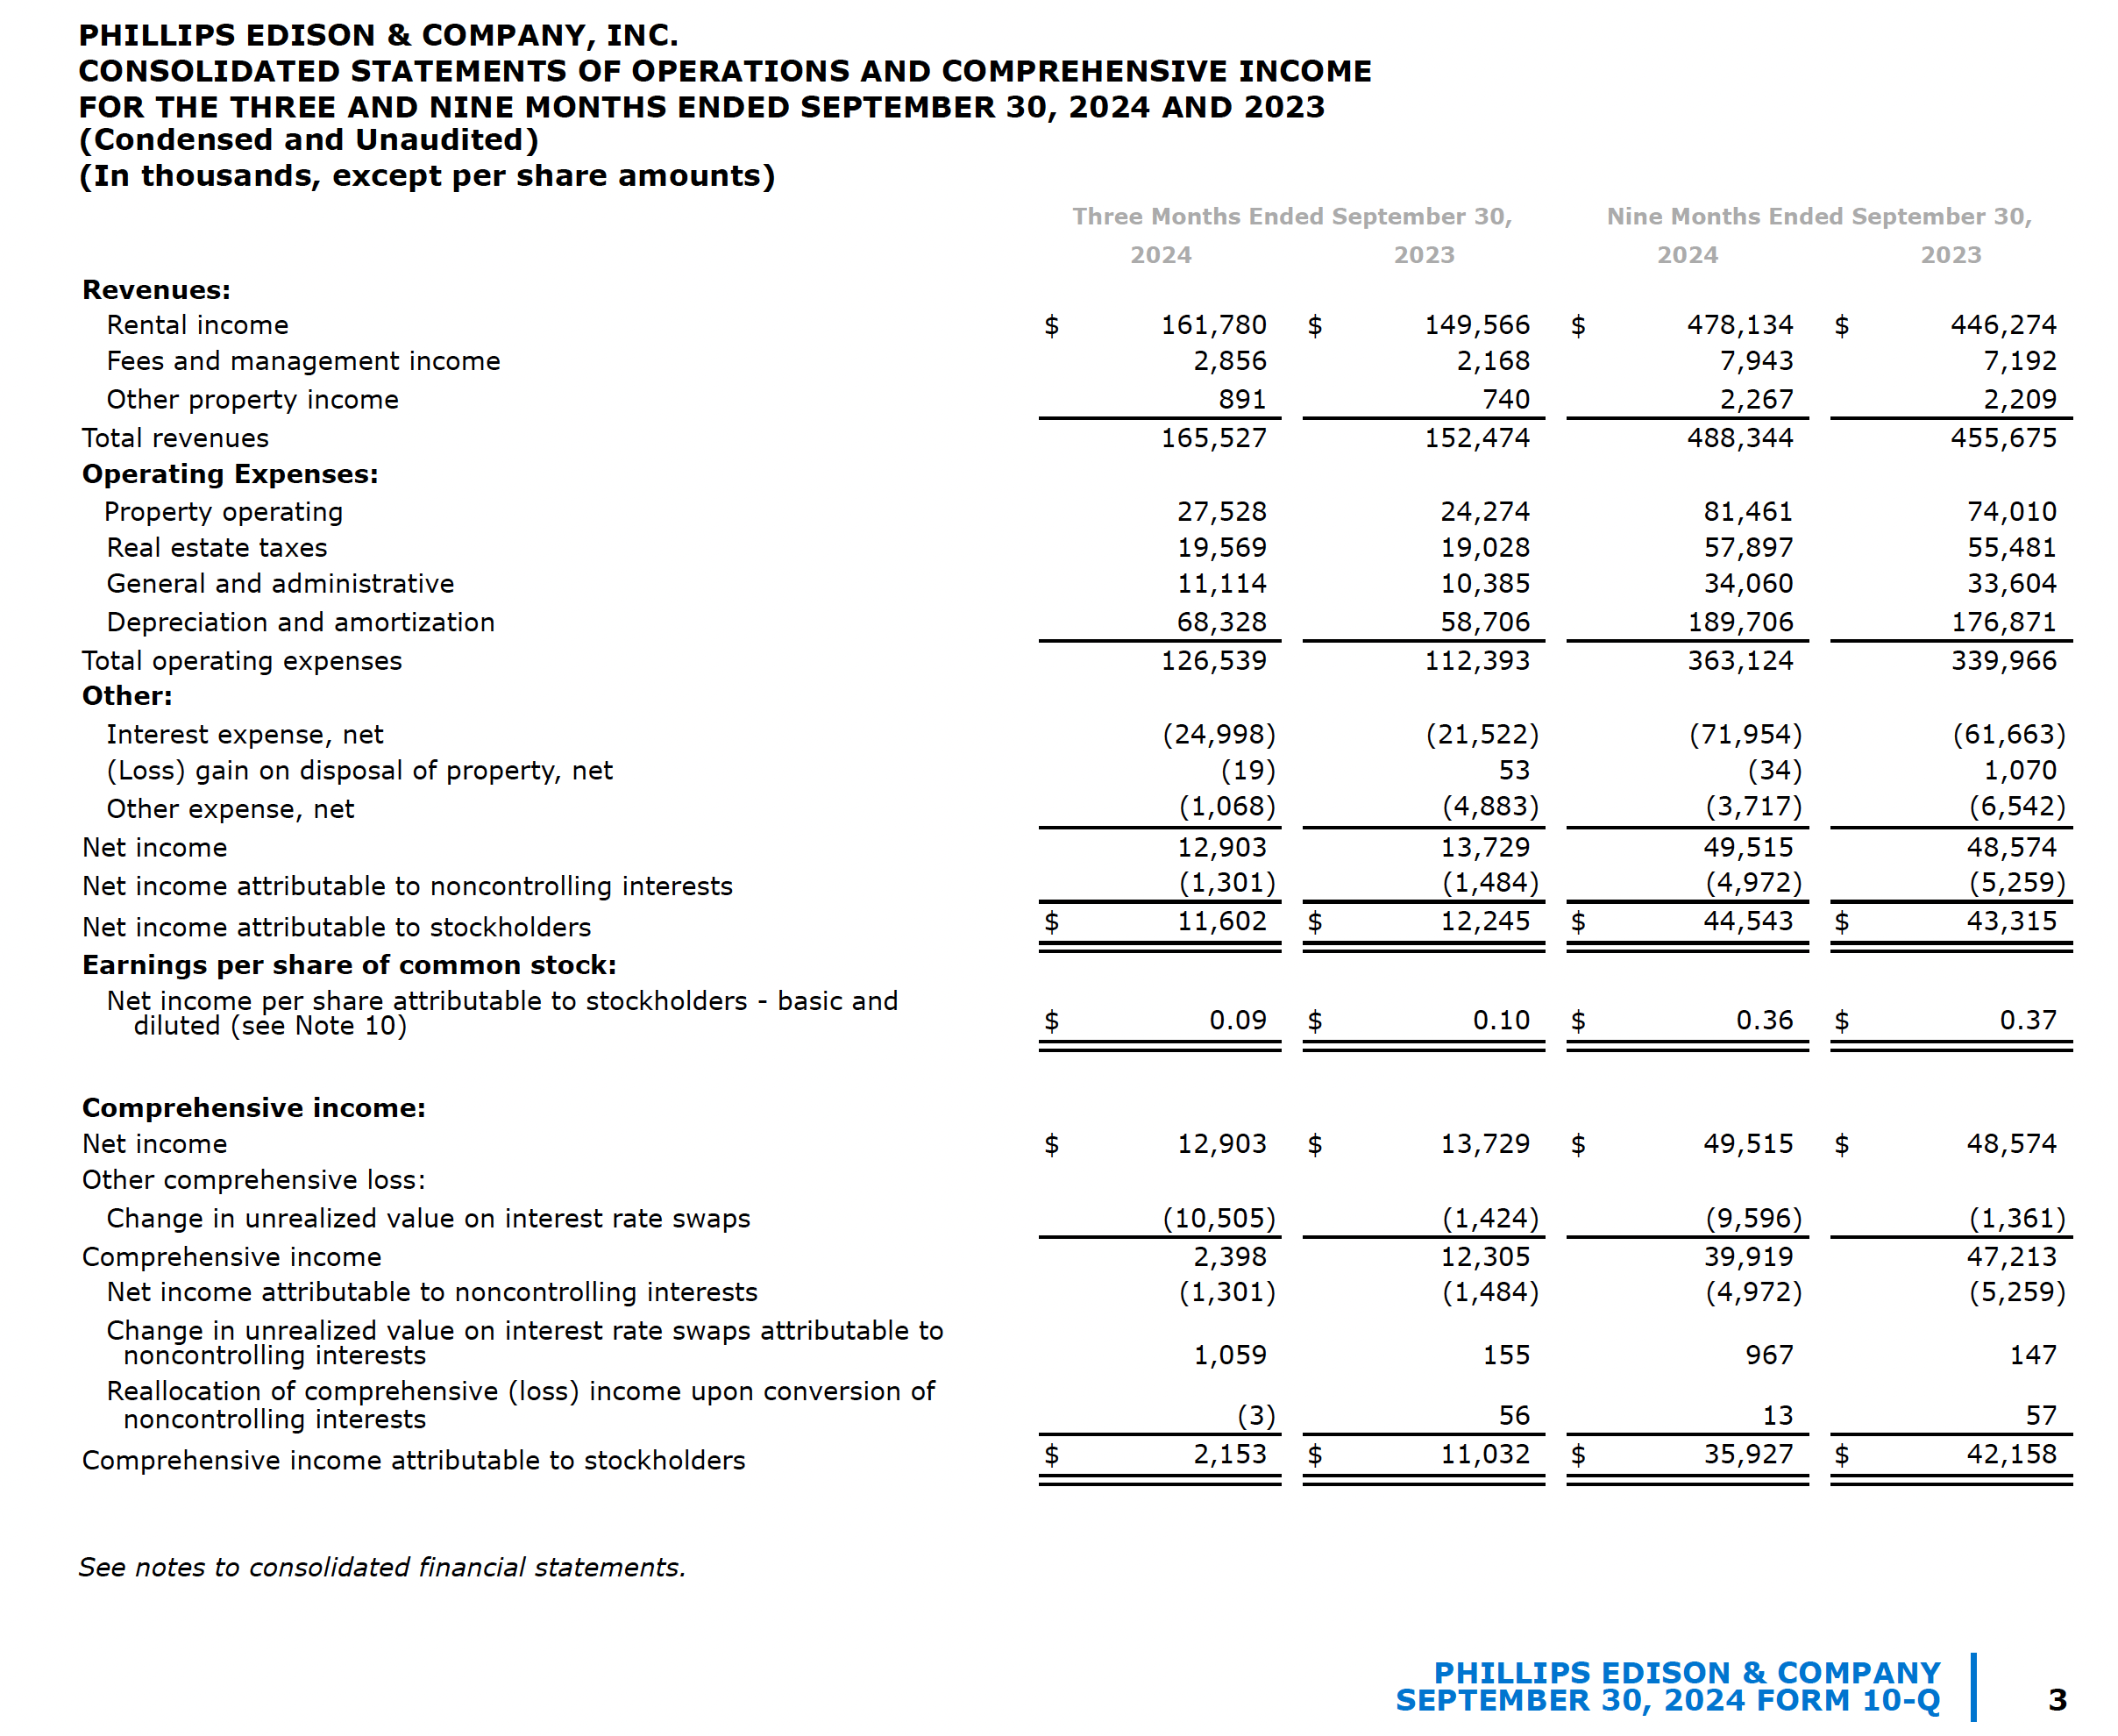 PHILLIPS EDISON & COMPANY, INC.
CONSOLIDATED STATEMENTS OF OPERATIONS AND COMPREHENSIVE INCOME
FOR THE THREE AND NINE MONTHS ENDED SEPTEMBER 30, 2024 AND 2023
(Condensed and Unaudited)
(In thousands, except per share amounts)
Three Months Ended September 30, Nine Months Ended September 30,
2024 2023 2024 2023
Revenues:
Rental income $ 161,780 $ 149,566 $ 478,134 $ 446,274
Fees and management income 2,856 2,168 7,943 7,192
Other property income 891 740 2,267 2,209
Total revenues 165,527 152,474 488,344 455,675
Operating Expenses:
Property operating 27,528 24,274 81,461 74,010
Real estate taxes 19,569 19,028 57,897 55,481
General and administrative 11,114 10,385 34,060 33,604
Depreciation and amortization 68,328 58,706 189,706 176,871
Total operating expenses 126,539 112,393 363,124 339,966
Other:
Interest expense, net (24,998) (21,522) (71,954) (61,663)
(Loss) gain on disposal of property, net (19) 53 (34) 1,070
Other expense, net (1,068) (4,883) (3,717) (6,542)
Net income 12,903 13,729 49,515 48,574
Net income attributable to noncontrolling interests (1,301) (1,484) (4,972) (5,259)
Net income attributable to stockholders $ 11,602 $ 12,245 $ 44,543 $ 43,315
Earnings per share of common stock:
Net income per share attributable to stockholders - basic and
diluted (see Note 10) $ 0.09 $ 0.10 $ 0.36 $ 0.37
Comprehensive income:
Net income $ 12,903 $ 13,729 $ 49,515 $ 48,574
Other comprehensive loss:
Change in unrealized value on interest rate swaps (10,505) (1,424) (9,596) (1,361)
Comprehensive income 2,398 12,305 39,919 47,213
Net income attributable to noncontrolling interests (1,301) (1,484) (4,972) (5,259)
Change in unrealized value on interest rate swaps attributable to
noncontrolling interests 1,059 155 967 147
Reallocation of comprehensive (loss) income upon conversion of
noncontrolling interests (3) 56 13 57
Comprehensive income attributable to stockholders $ 2,153 $ 11,032 $ 35,927 $ 42,158
See notes to consolidated financial statements.
PHILLIPS EDISON & COMPANY
SEPTEMBER 30, 2024 FORM 10-Q 3